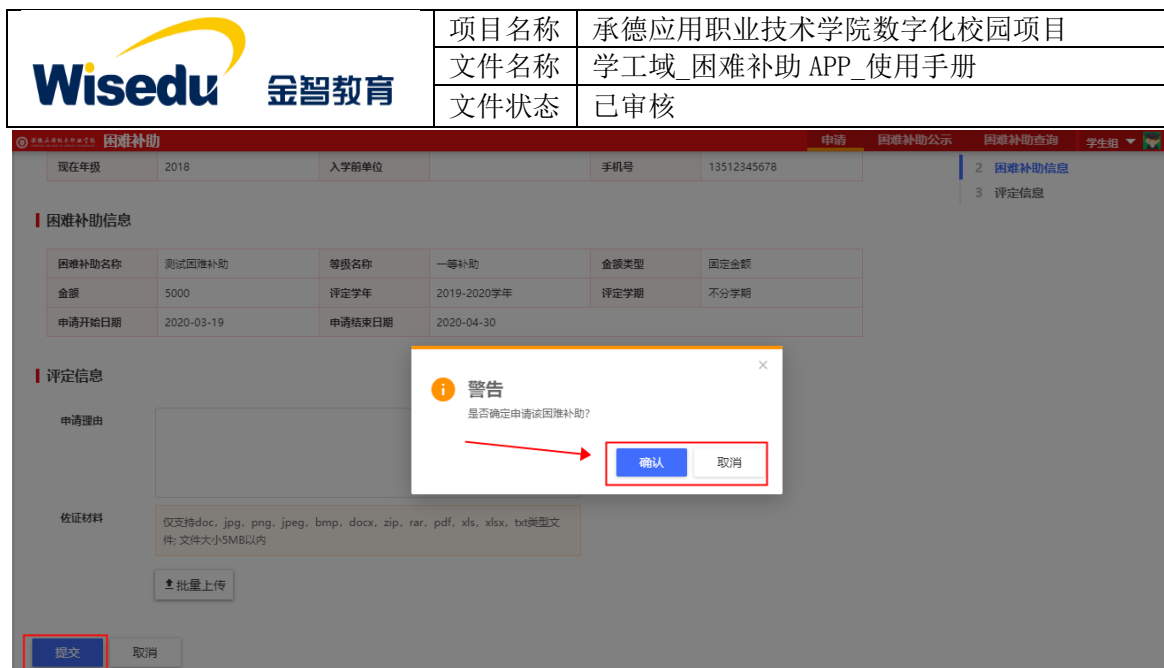 Wisedu 金智教育
项目名称 承德应用职业技术学院数字化校园项目
文件名称 学工域_困难补助 APP_使用手册
文件状态 已审核
困难补助 申请 困难补助公示 困难补助查询 学生组
现在年级 2018 入学前单位 手机号 13512345678
2 困难补助信息
3 评定信息
困难补助信息
困难补助名称 测试困难补助 等级名称 一等补助 金额类型 固定金额
金额 5000 评定学年 2019-2020学年 评定学期 不分学期
申请开始日期 2020-03-19 申请结束日期 2020-04-30
评定信息
警告
是否确定申请该困难补助?
确认 取消
申请理由
佐证材料
仅支持doc, jpg, png, jpeg, bmp, docx, zip, rar, pdf, xls, xlsx, txt类型文
件; 文件大小5MB以内
批量上传
提交 取消